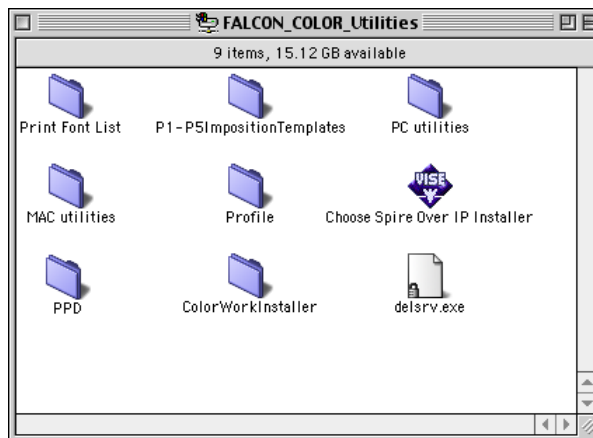 FALCON_COLOR_Utilities
9 items, 15.12 GB available
Print Font List P1-P5ImpositionTemplates PC utilities
VISE
MAC utilities Profile Choose Spire Over IP Installer
PPD ColorWorkInstaller delsrv.exe